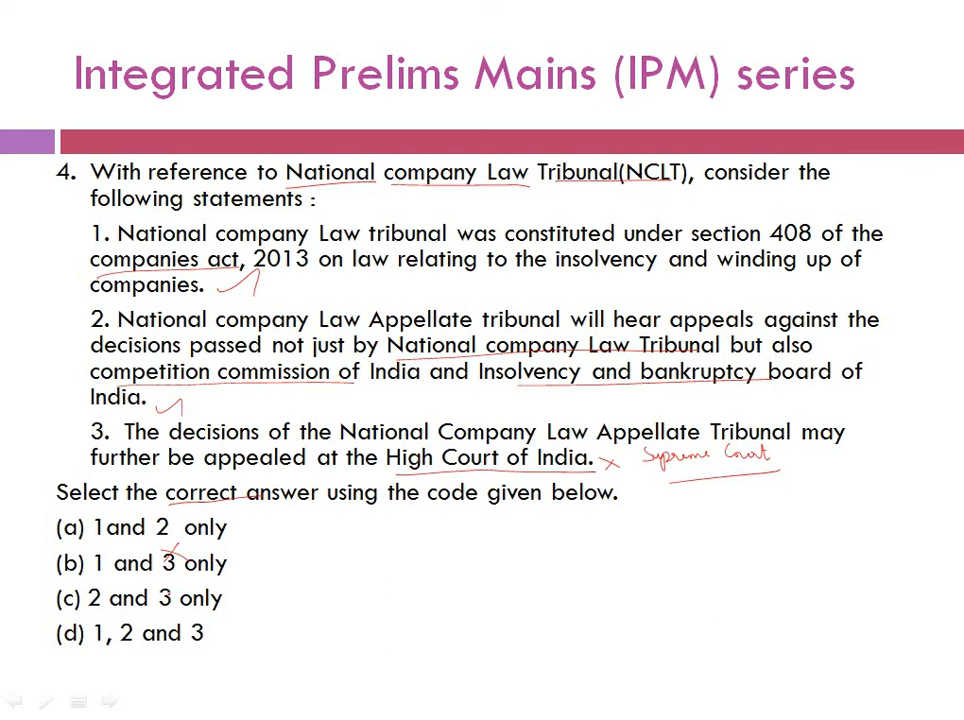 Integrated Prelims Mains (IPM) series
4. With reference to National company Law Tribunal(NCLT), consider the
following statements :
1. National company Law tribunal was constituted under section 408 of the
companies act, 2013 on law relating to the insolvency and winding up of
companies.
2. National company Law Appellate tribunal will hear appeals against the
decisions passed not just by National company Law Tribunal but also
competition commission of India and Insolvency and bankruptcy board of
India.
3. The decisions of the National Company Law Appellate Tribunal may
further be appealed at the High Court of India. Supreme Court
Select the correct answer using the code given below.
(a) 1and 2 only
(b) 1 and 3 only
(c) 2 and 3 only
(d) 1, 2 and 3